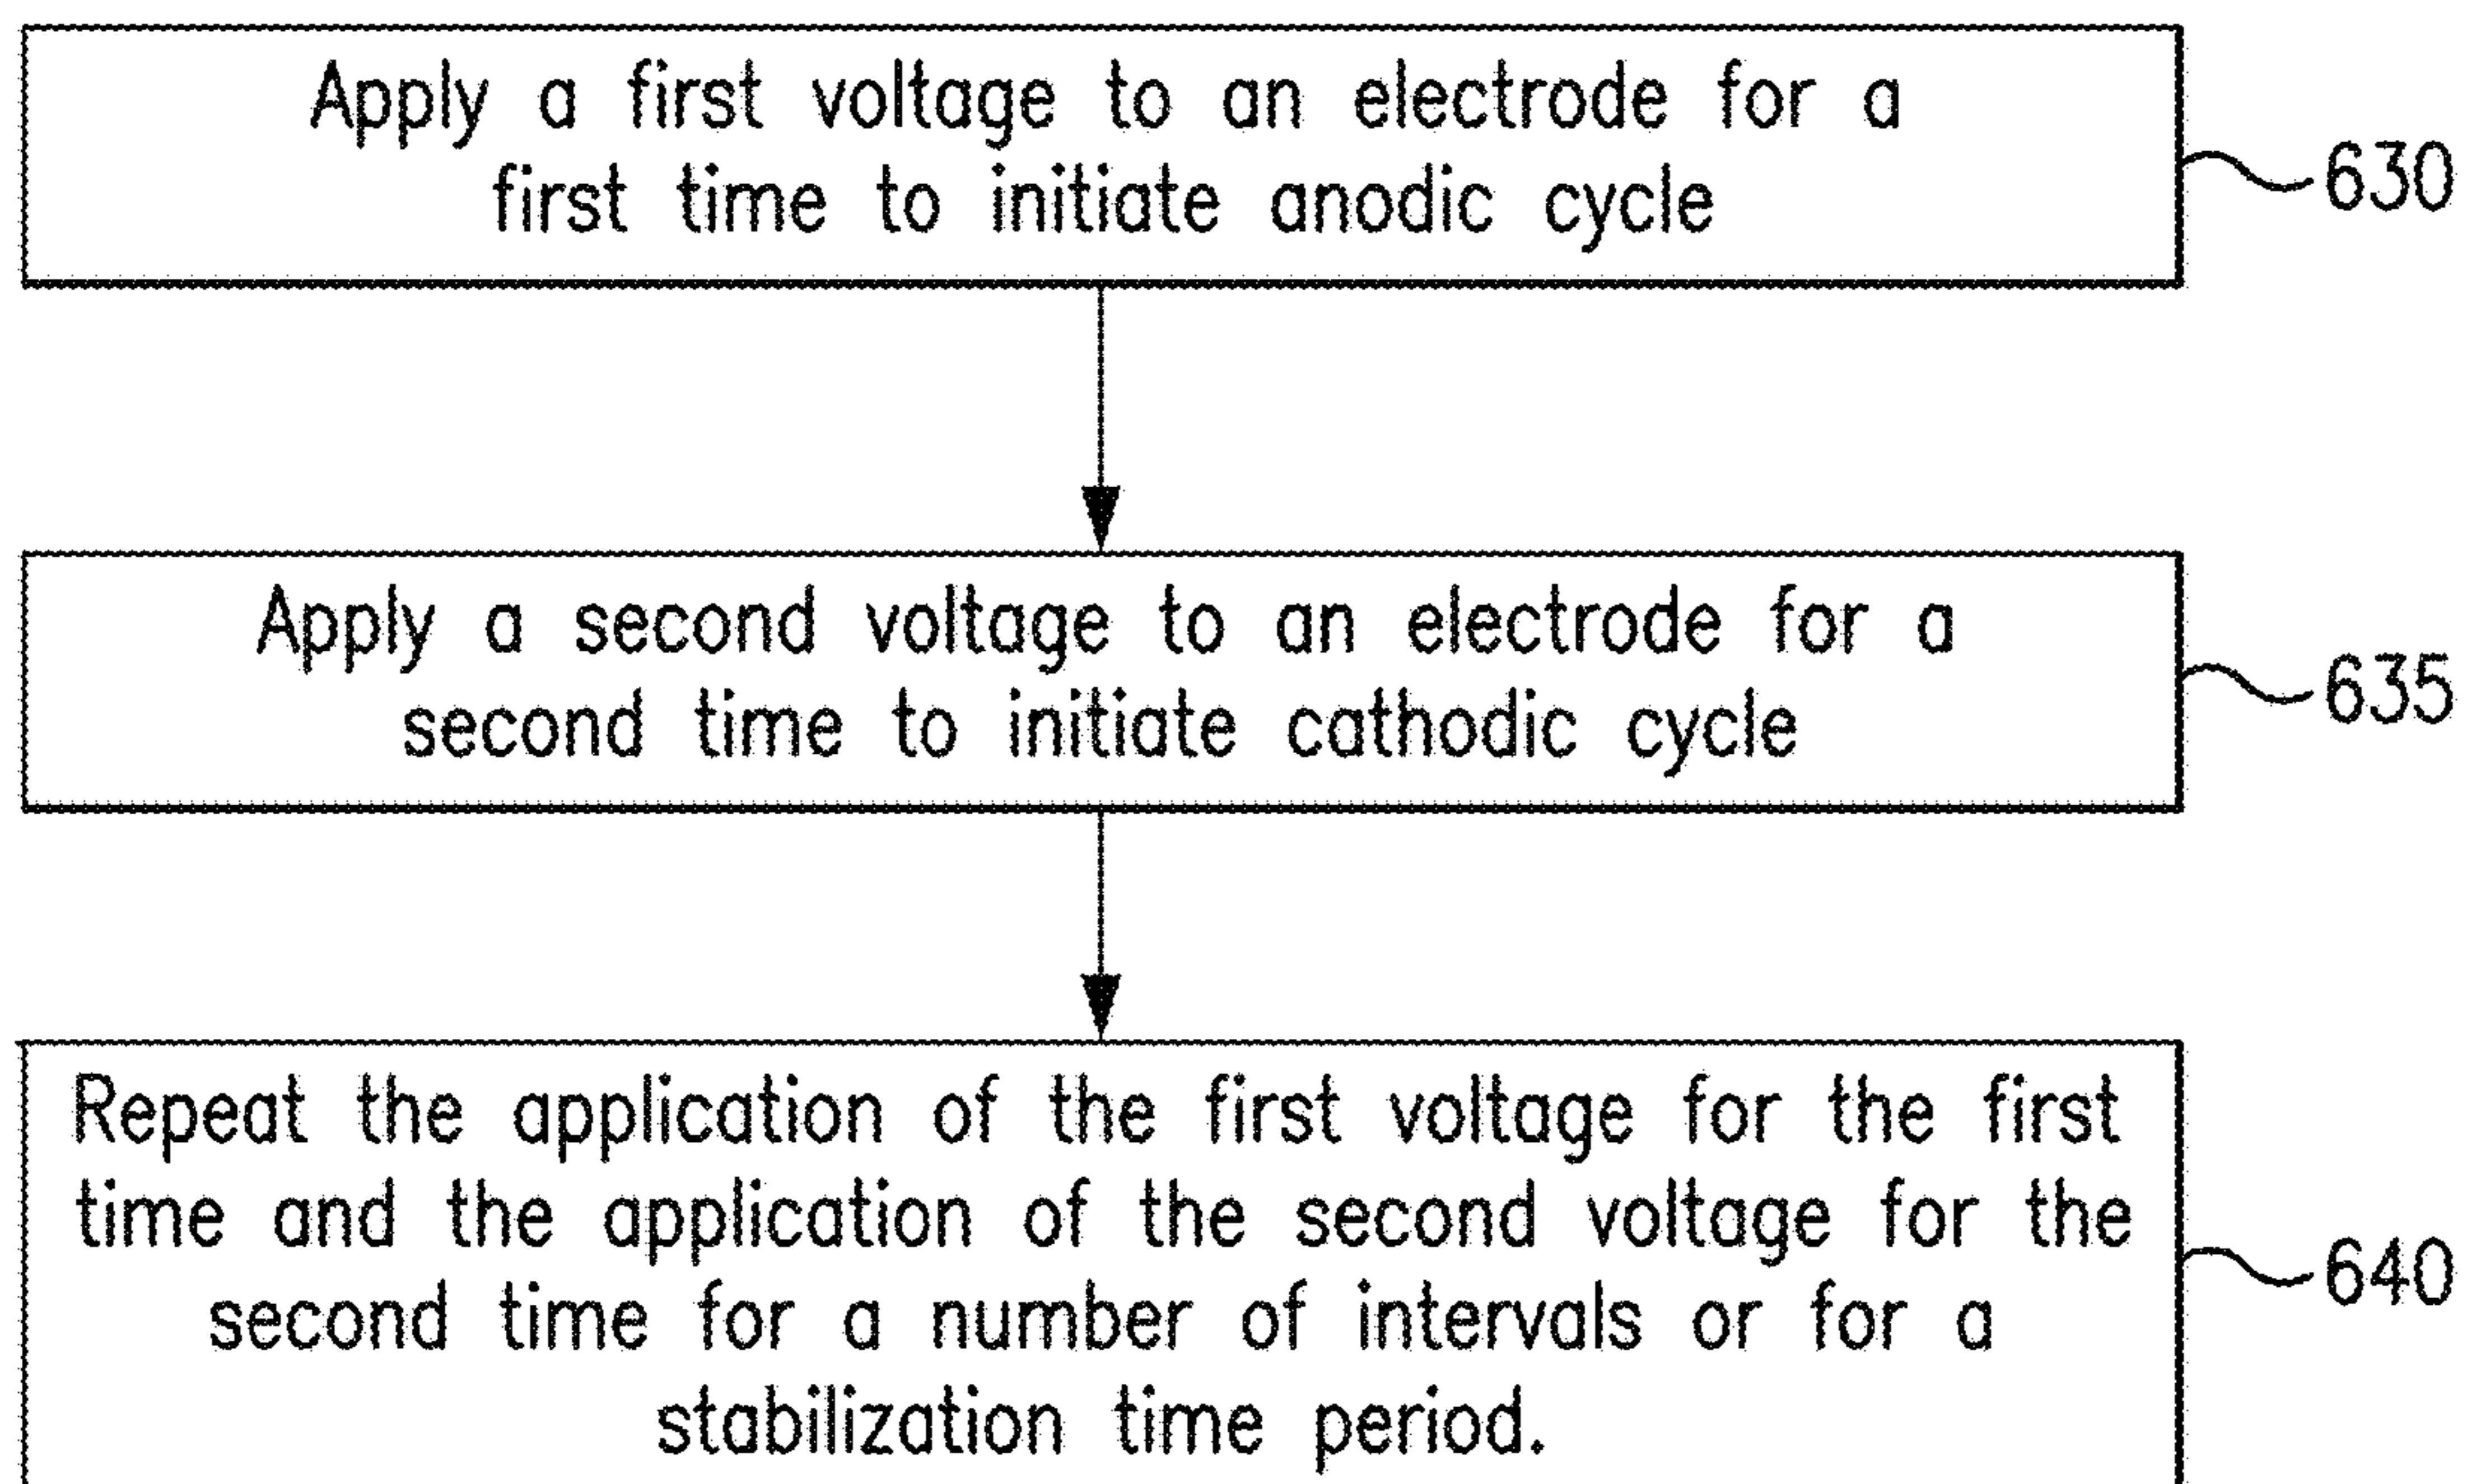 Apply a first voltage to an electrode for a
first time to initiate anodic cycle
630
Apply a second voltage to an electrode for a
second time to initiate cathodic cycle
635
Repeat the application of the first voltage for the first
time and the application of the second voltage for the
second time for a number of intervals or for a
stabilization time period.
640